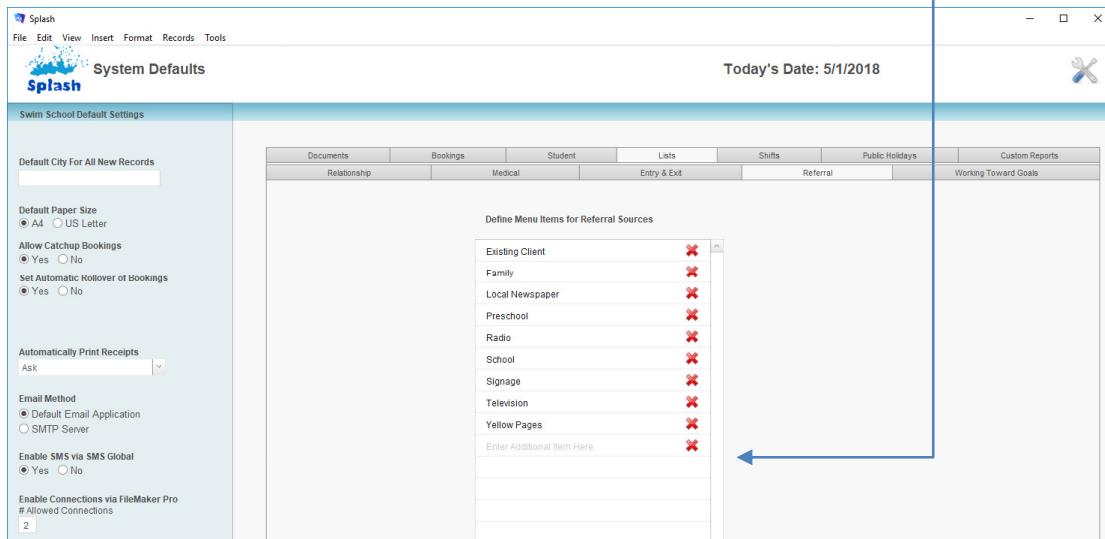 Splash
File Edit View Insert Format Records Tools
Splash
System Defaults
Today's Date: 5/1/2018
Swim School Default Settings
Default City For All New Records
Default Paper Size
A4 US Letter
Allow Catchup Bookings
Yes No
Set Automatic Rollover of Bookings
Yes No
Automatically Print Receipts
Ask
Email Method
Default Email Application
SMTP Server
Enable SMS via SMS Global
Yes No
Enable Connections via FileMaker Pro
# Allowed Connections
2
Documents Bookings Student Lists Shifts Public Holidays Custom Reports
Relationship Medical Entry & Exit Referral Working Toward Goals
Define Menu Items for Referral Sources
Existing Client
Family
Local Newspaper
Preschool
Radio
School
Signage
Television
Yellow Pages
Enter Additional Item Here